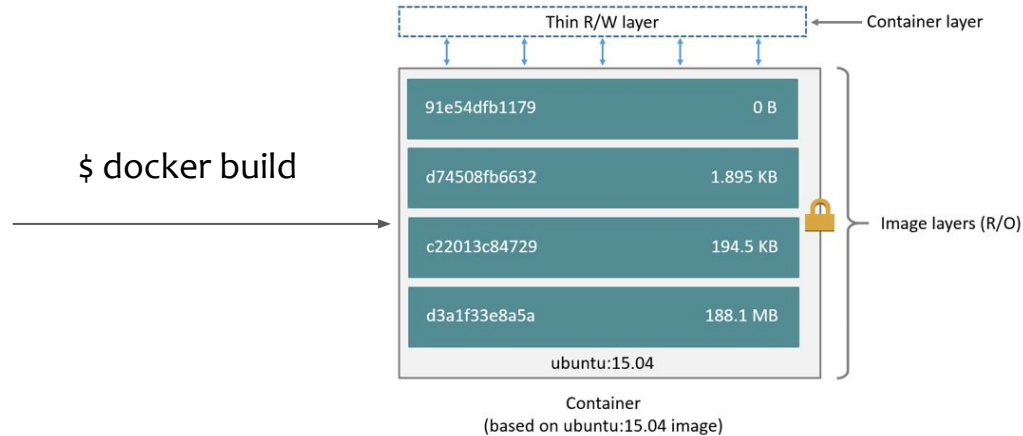 Thin R/W layer
Container layer
91e54dfb1179 0 B
$ docker build
d74508fb6632 1.895 KB
Image layers (R/O)
c22013c84729 194.5 KB
d3a1f33e8a5a 188.1 MB
ubuntu:15.04
Container
(based on ubuntu:15.04 image)